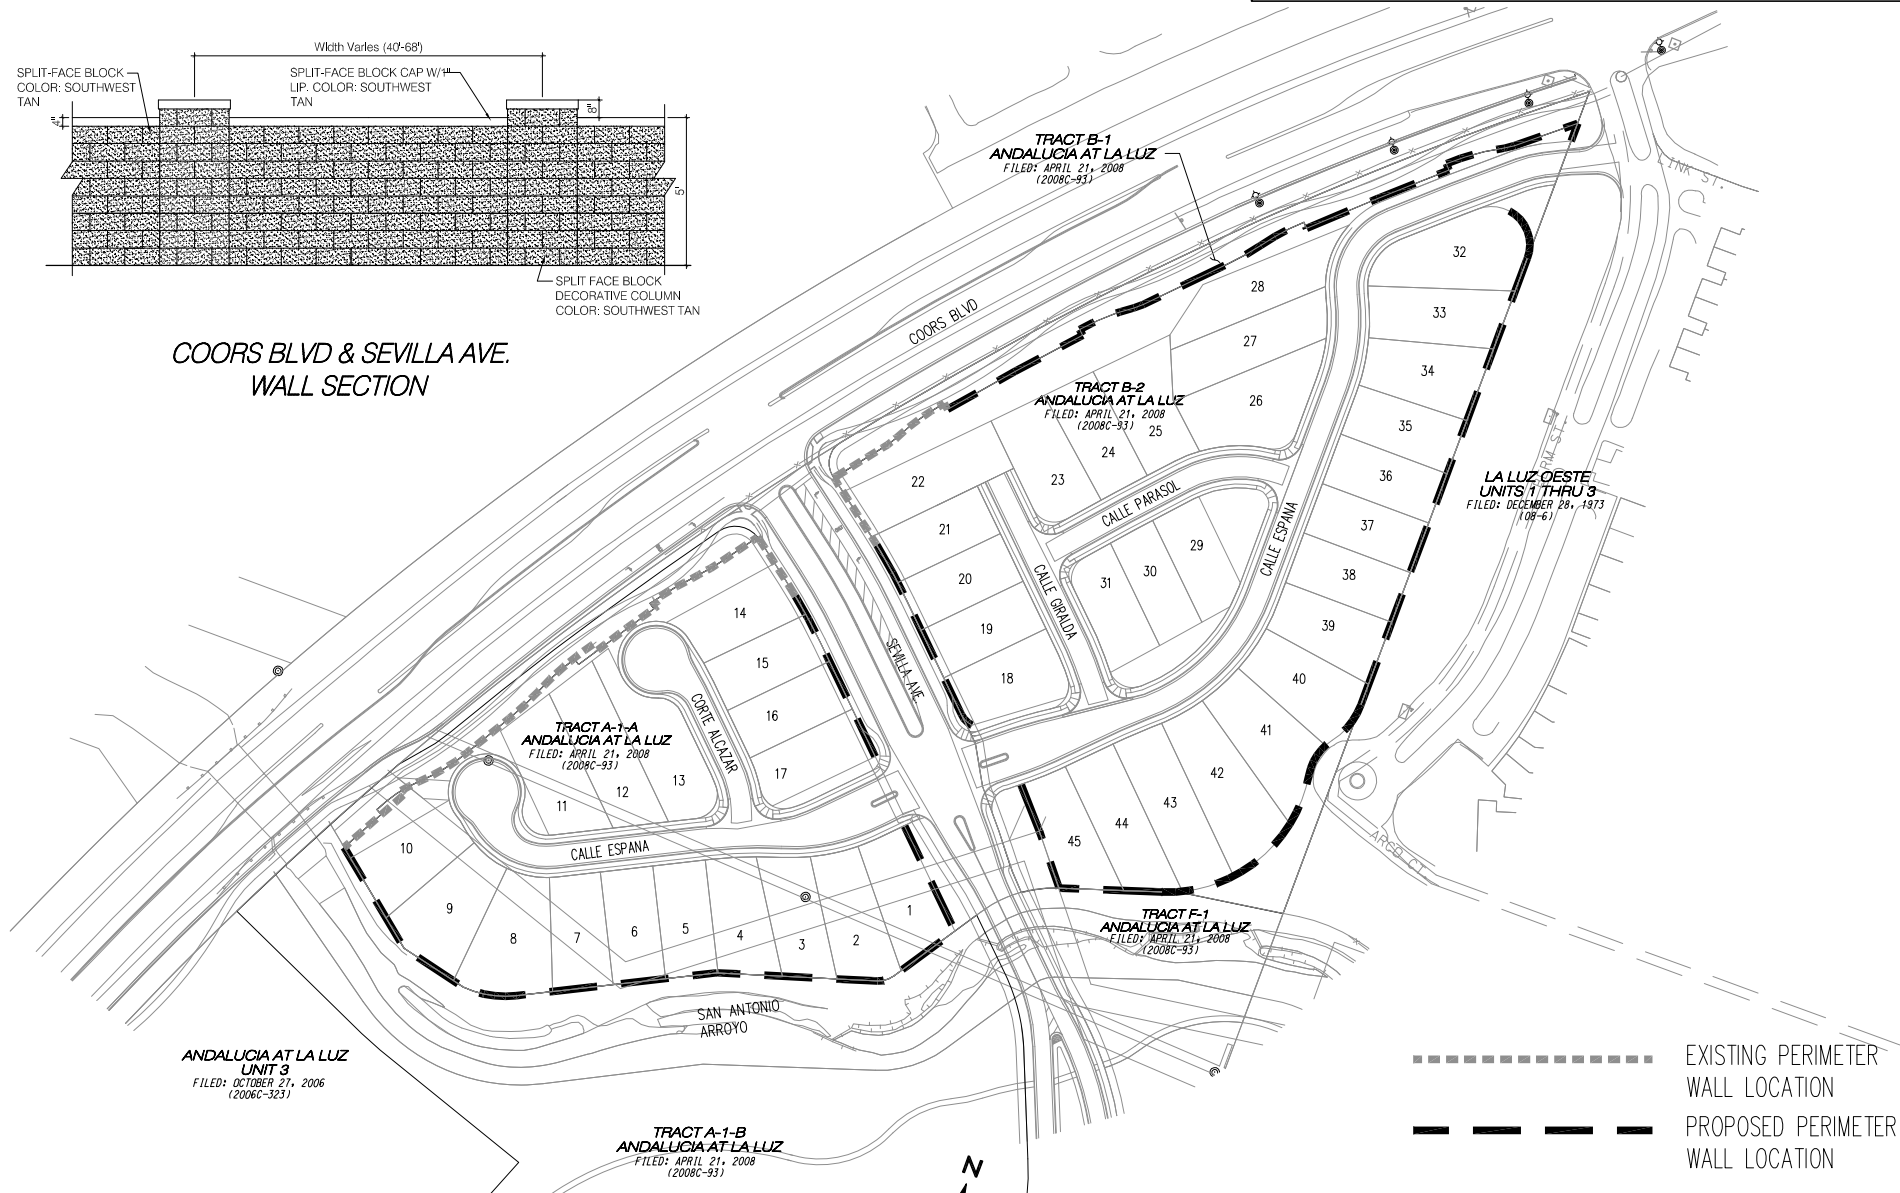 Width Varies (40'-68')
SPLIT-FACE BLOCK
COLOR: SOUTHWEST
TAN
SPLIT-FACE BLOCK CAP W/1"
LIP. COLOR: SOUTHWEST
TAN
4"
8"
5'
SPLIT FACE BLOCK
DECORATIVE COLUMN
COLOR: SOUTHWEST TAN
COORS BLVD & SEVILLA AVE.
WALL SECTION
TRACT B-1
ANDALUCIA AT LA LUZ
FILED: APRIL 21, 2008
(2008C-93)
LINK ST.
COORS BLVD
32
33
34
35
36
37
38
39
40
41
42
43
44
45
28
27
26
TRACT B-2
ANDALUCIA AT LA LUZ
FILED: APRIL 21, 2008
(2008C-93)
25
24
23
22
21
20
19
18
CALLE PARASOL
CALLE ESPANA
CALLE GIRALDA
29
30
31
LA LUZ OESTE
UNITS 1 THRU 3
FILED: DECEMBER 28, 1973
(08-6)
SEVILLA AVE.
14
15
16
17
CORTE ALCAZAR
TRACT A-1-A
ANDALUCIA AT LA LUZ
FILED: APRIL 21, 2008
(2008C-93)
13
12
11
10
9
8
7
6
5
4
3
2
1
CALLE ESPANA
ARCO CT.
TRACT F-1
ANDALUCIA AT LA LUZ
FILED: APRIL 21, 2008
(2008C-93)
SAN ANTONIO
ARROYO
ANDALUCIA AT LA LUZ
UNIT 3
FILED: OCTOBER 27, 2006
(2006C-323)
TRACT A-1-B
ANDALUCIA AT LA LUZ
FILED: APRIL 21, 2008
(2008C-93)
N
EXISTING PERIMETER
WALL LOCATION
PROPOSED PERIMETER
WALL LOCATION